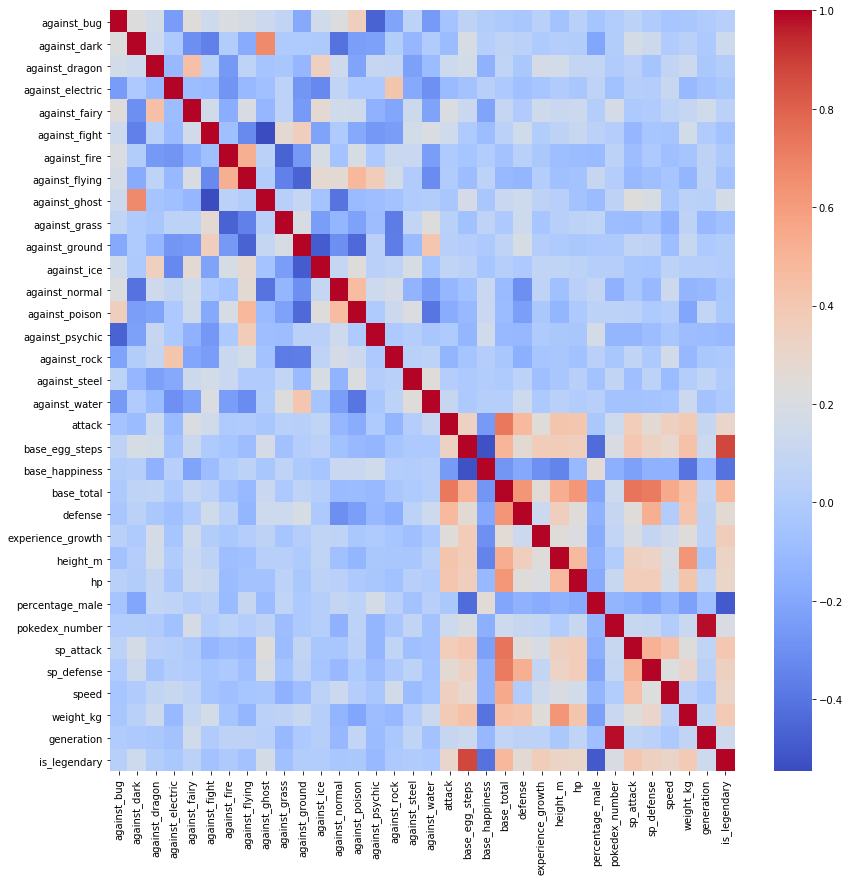 against_bug
against_dark
against_dragon
against_electric
against_fairy
against_fight
against_fire
against_flying
against_ghost
against_grass
against_ground
against_ice
against_normal
against_poison
against_psychic
against_rock
against_steel
against_water
attack
base_egg_steps
base_happiness
base_total
defense
experience_growth
height_m
hp
percentage_male
pokedex_number
sp_attack
sp_defense
speed
weight_kg
generation
is_legendary
against_bug
against_dark
against_dragon
against_electric
against_fairy
against_fight
against_fire
against_flying
against_ghost
against_grass
against_ground
against_ice
against_normal
against_poison
against_psychic
against_rock
against_steel
against_water
attack
base_egg_steps
base_happiness
base_total
defense
experience_growth
height_m
hp
percentage_male
pokedex_number
sp_attack
sp_defense
speed
weight_kg
generation
is_legendary
1.0
0.8
0.6
0.4
0.2
0.0
−0.2
−0.4